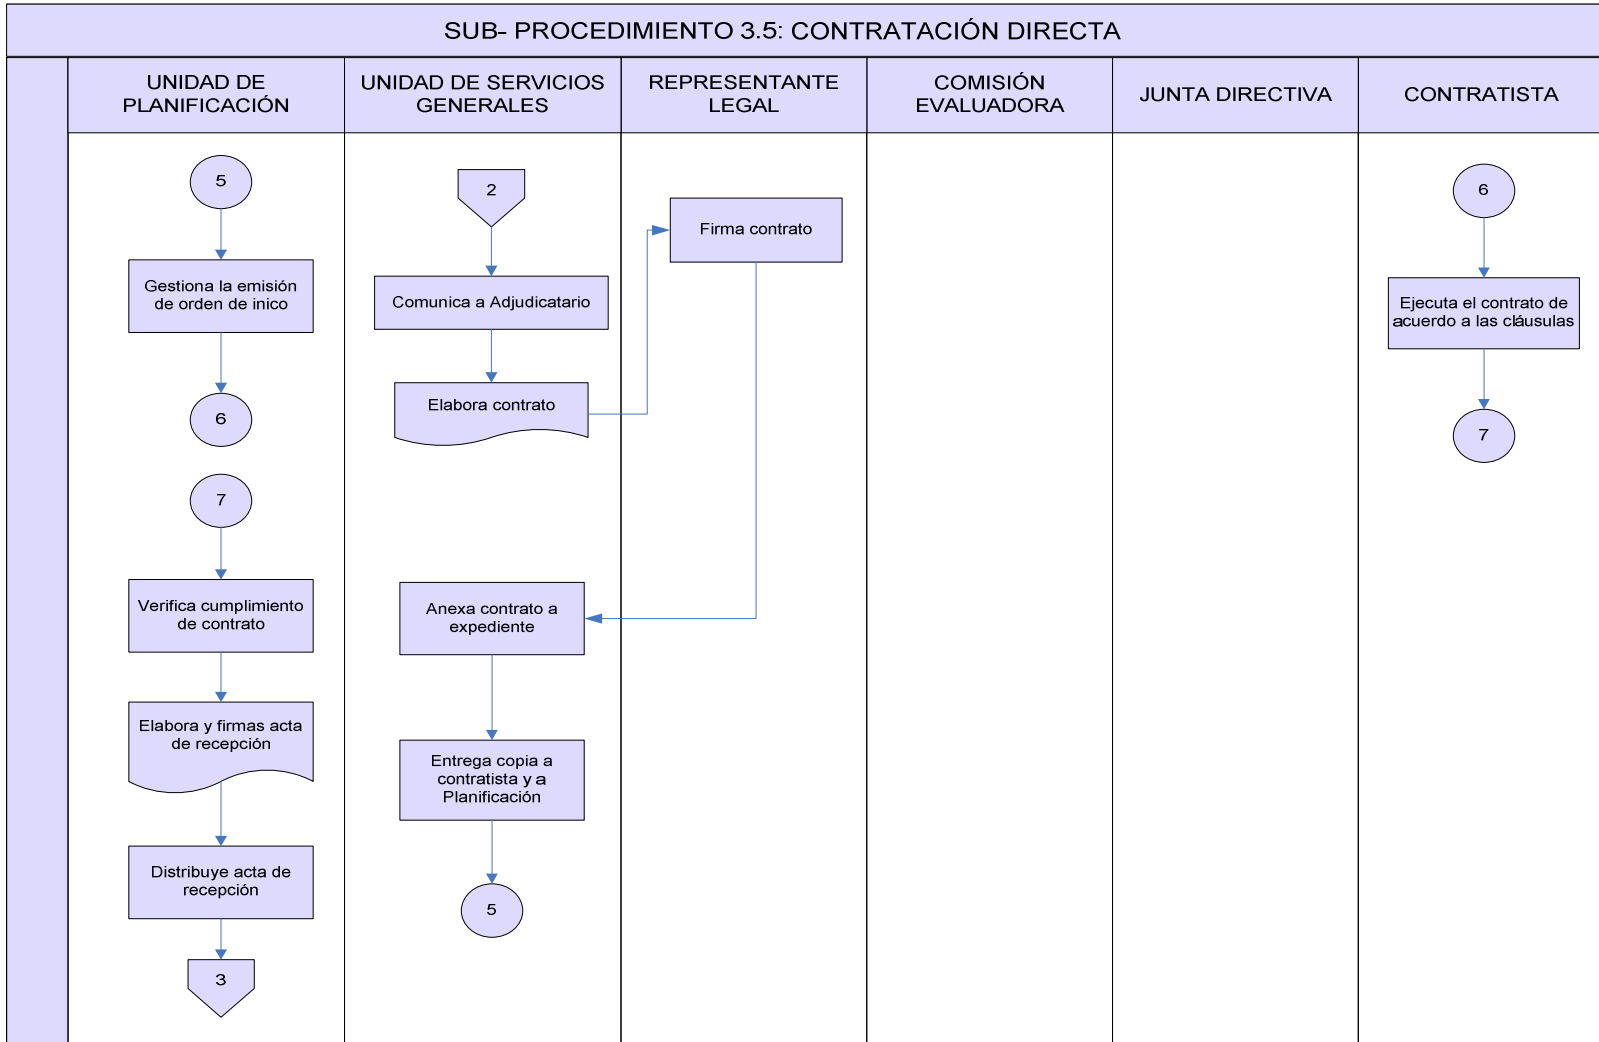 SUB- PROCEDIMIENTO 3.5: CONTRATACIÓN DIRECTA
UNIDAD DE
PLANIFICACIÓN
UNIDAD DE SERVICIOS
GENERALES
REPRESENTANTE
LEGAL
COMISIÓN
EVALUADORA
JUNTA DIRECTIVA
CONTRATISTA
5
Gestiona la emisión
de orden de inico
6
7
Verifica cumplimiento
de contrato
Elabora y firmas acta
de recepción
Distribuye acta de
recepción
3
2
Comunica a Adjudicatario
Elabora contrato
Anexa contrato a
expediente
Entrega copia a
contratista y a
Planificación
5
Firma contrato
6
Ejecuta el contrato de
acuerdo a las cláusulas
7